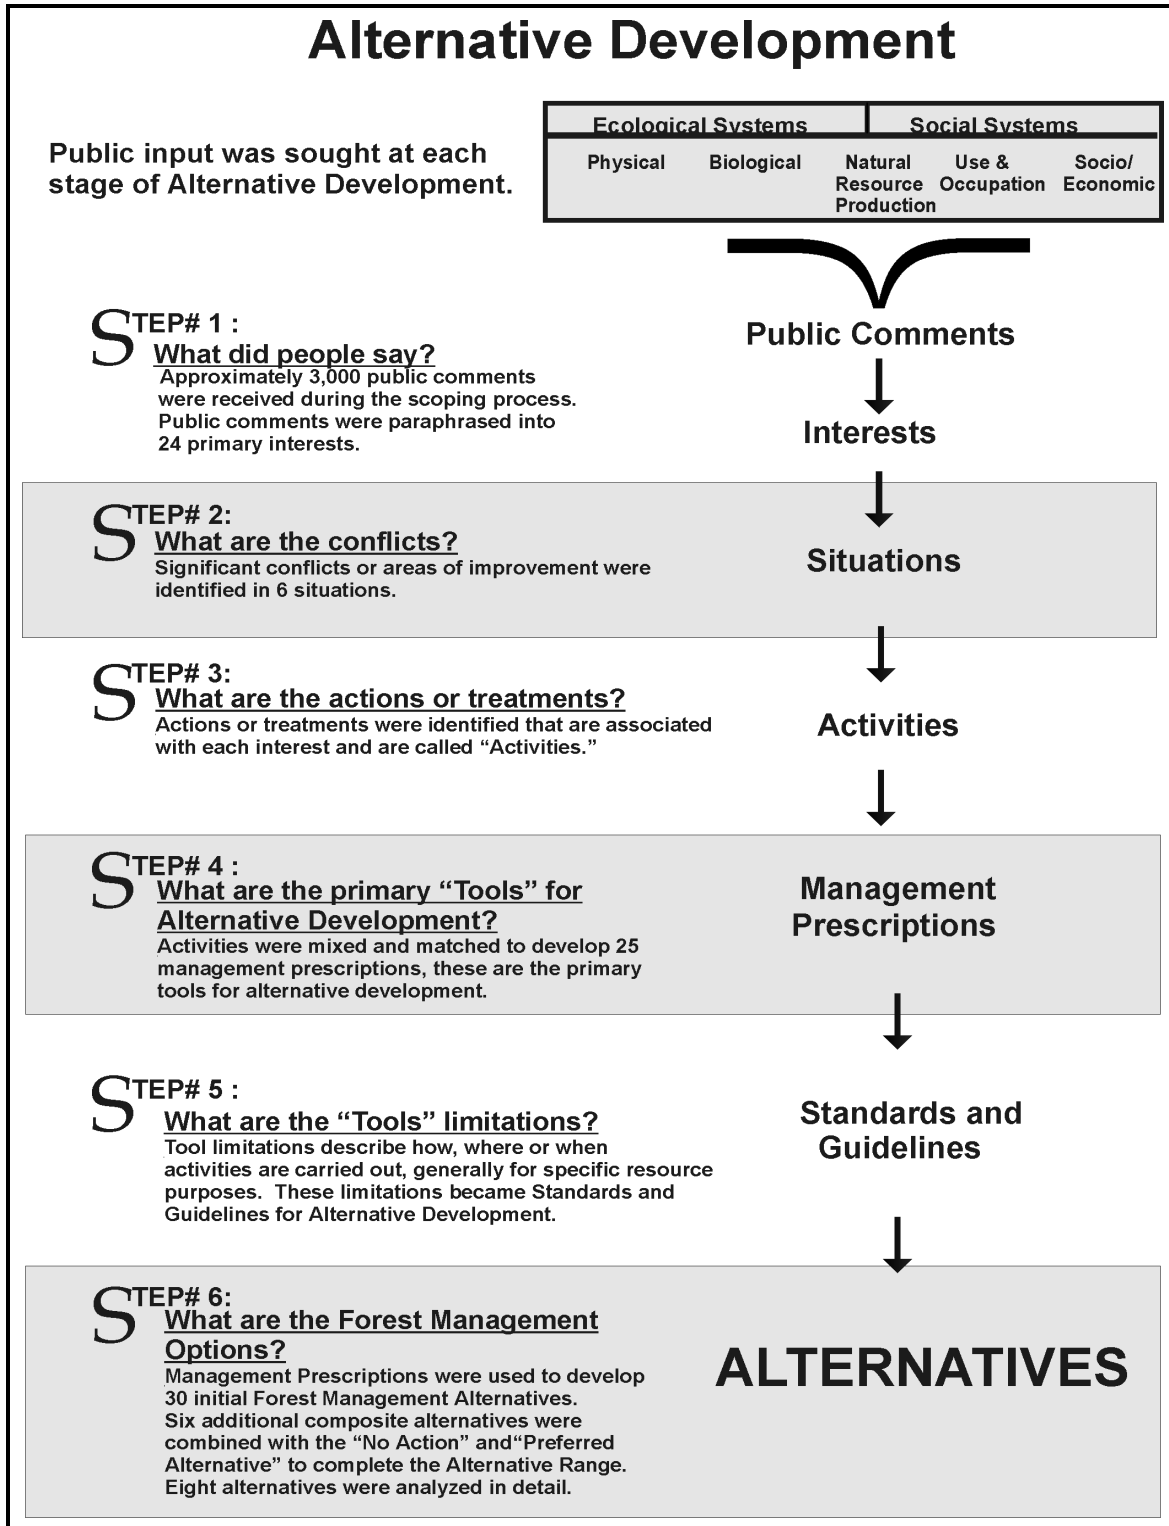 Alternative Development
Public input was sought at each
stage of Alternative Development.
Ecological Systems
Social Systems
Physical
Biological
Natural
Resource
Production
Use &
Occupation
Socio/
Economic
STEP# 1 :
What did people say?
Approximately 3,000 public comments
were received during the scoping process.
Public comments were paraphrased into
24 primary interests.
Public Comments
Interests
STEP# 2:
What are the conflicts?
Significant conflicts or areas of improvement were
identified in 6 situations.
Situations
STEP# 3:
What are the actions or treatments?
Actions or treatments were identified that are associated
with each interest and are called “Activities.”
Activities
STEP# 4 :
What are the primary “Tools” for
Alternative Development?
Activities were mixed and matched to develop 25
management prescriptions, these are the primary
tools for alternative development.
Management
Prescriptions
STEP# 5 :
What are the “Tools” limitations?
Tool limitations describe how, where or when
activities are carried out, generally for specific resource
purposes.  These limitations became Standards and
Guidelines for Alternative Development.
Standards and
Guidelines
STEP# 6:
What are the Forest Management
Options?
Management Prescriptions were used to develop
30 initial Forest Management Alternatives.
Six additional composite alternatives were
combined with the “No Action” and“Preferred
Alternative” to complete the Alternative Range.
Eight alternatives were analyzed in detail.
ALTERNATIVES